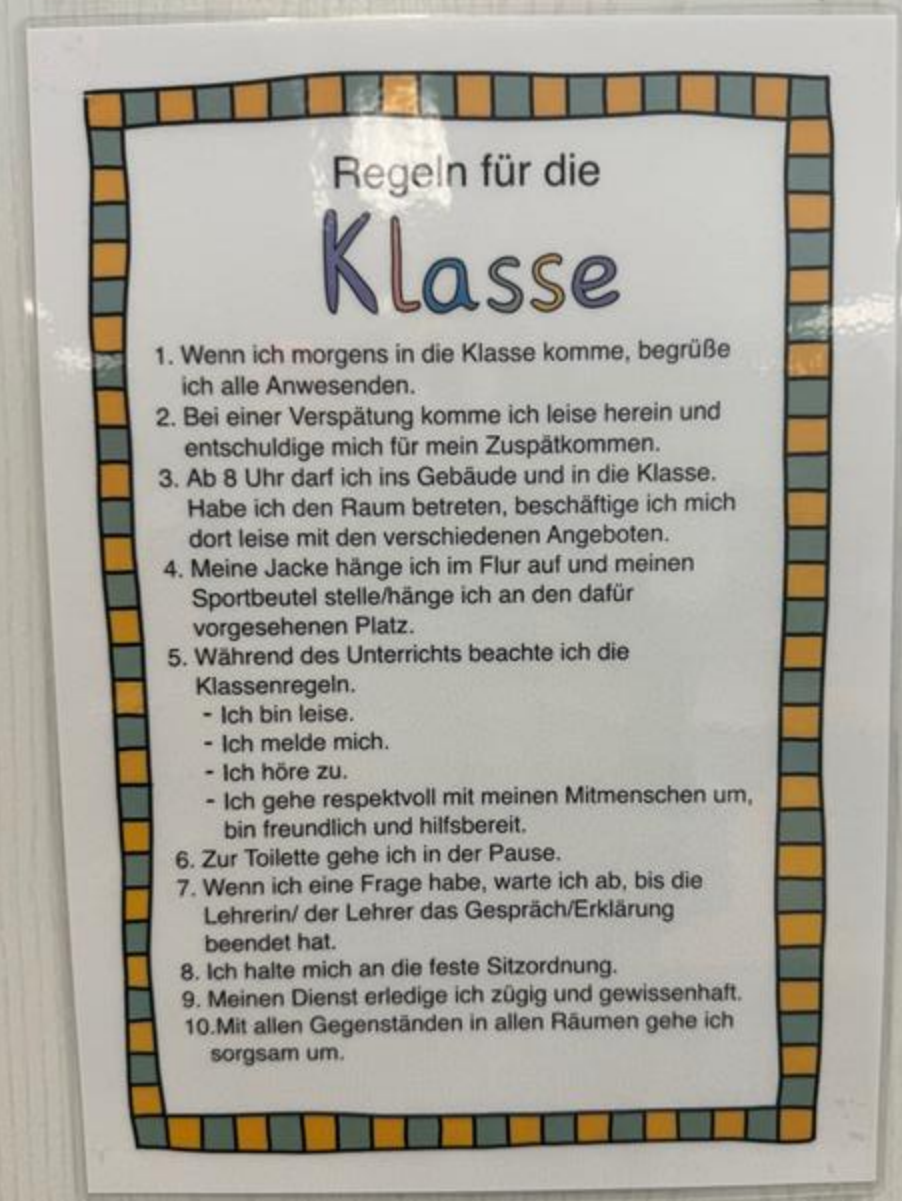 Regeln für die
Klasse
1. Wenn ich morgens in die Klasse komme, begrüße
ich alle Anwesenden.
2. Bei einer Verspätung komme ich leise herein und
entschuldige mich für mein Zuspätkommen.
3. Ab 8 Uhr darf ich ins Gebäude und in die Klasse.
Habe ich den Raum betreten, beschäftige ich mich
dort leise mit den verschiedenen Angeboten.
4. Meine Jacke hänge ich im Flur auf und meinen
Sportbeutel stelle/hänge ich an den dafür
vorgesehenen Platz.
5. Während des Unterrichts beachte ich die
Klassenregeln.
- Ich bin leise.
- Ich melde mich.
- Ich höre zu.
- Ich gehe respektvoll mit meinen Mitmenschen um,
bin freundlich und hilfsbereit.
6. Zur Toilette gehe ich in der Pause.
7. Wenn ich eine Frage habe, warte ich ab, bis die
Lehrerin/ der Lehrer das Gespräch/Erklärung
beendet hat.
8. Ich halte mich an die feste Sitzordnung.
9. Meinen Dienst erledige ich zügig und gewissenhaft.
10.Mit allen Gegenständen in allen Räumen gehe ich
sorgsam um.